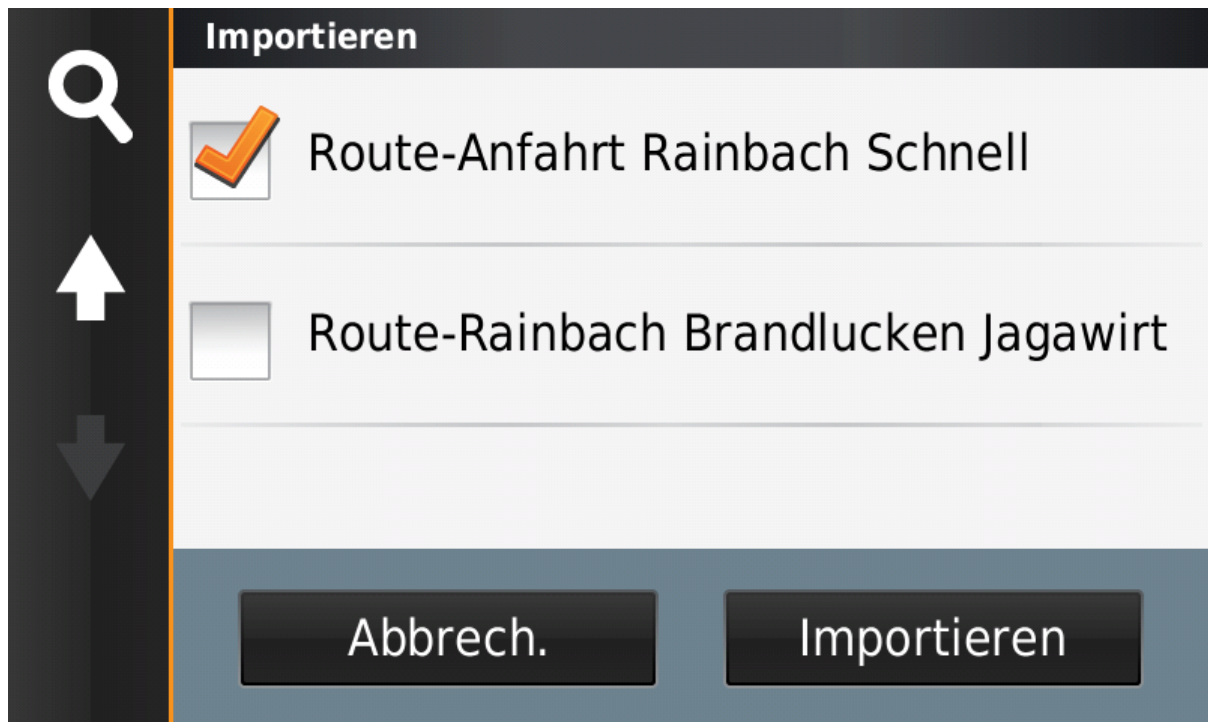 Importieren
Route-Anfahrt Rainbach Schnell
Route-Rainbach Brandlucken Jagawirt
Abbrech.
Importieren